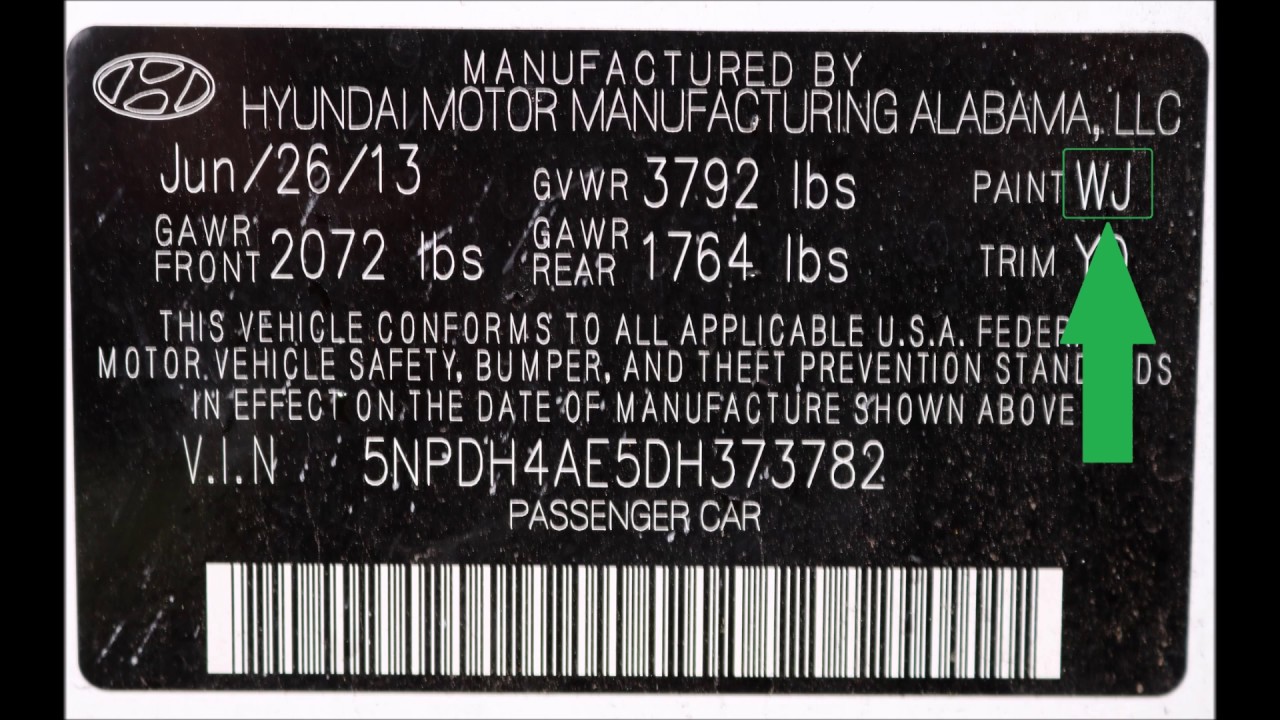 MANUFACTURED BY
HYUNDAI MOTOR MANUFACTURING ALABAMA, LLC
Jun/26/13 GVWR 3792 lbs PAINT WJ
GAWR FRONT 2072 lbs GAWR REAR 1764 lbs TRIM
THIS VEHICLE CONFORMS TO ALL APPLICABLE U.S.A.
MOTOR VEHICLE SAFETY, BUMPER, AND THEFT PREVENTION
IN EFFECT ON THE DATE OF MANUFACTURE SHOWN ABOVE
V.I.N 5NPDH4AE5DH373782
PASSENGER CAR